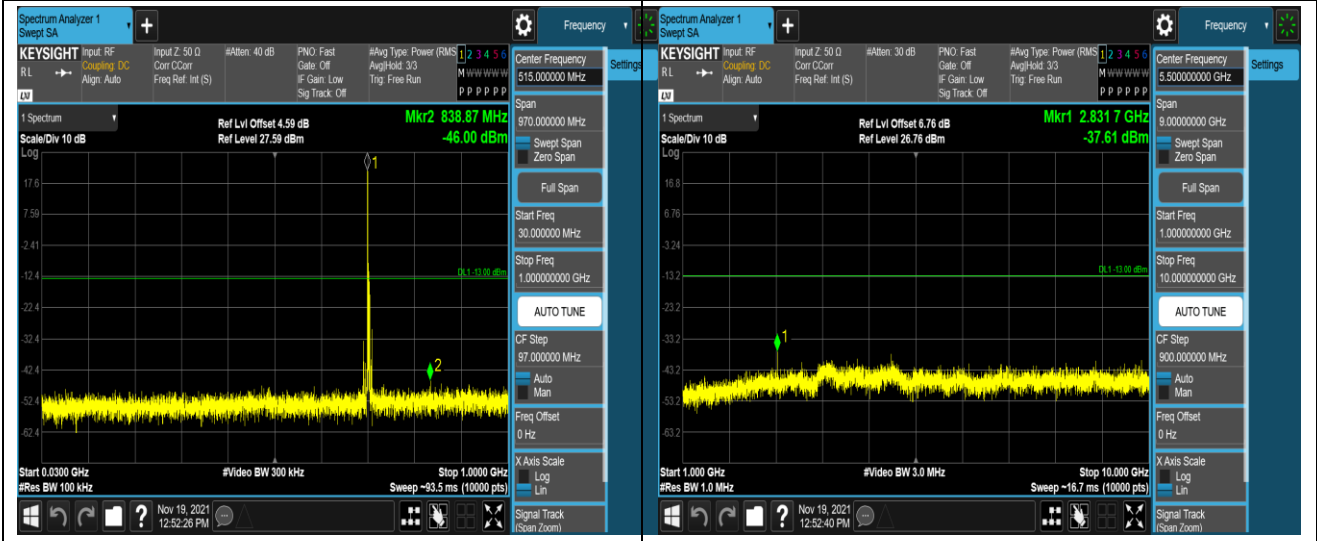 Spectrum Analyzer 1
Swept SA
+
Frequency
KEYSIGHT
RL
LXI
Input: RF
Coupling: DC
Align: Auto
Input Z: 50 Ω
Corr CCorr
Freq Ref: Int (S)
#Atten: 40 dB
PNO: Fast
Gate: Off
IF Gain: Low
Sig Track: Off
#Avg Type: Power (RMS
Avg|Hold: 3/3
Trig: Free Run
1 2 3 4 5 6
M W W W W W
P P P P P P
1 Spectrum
Scale/Div 10 dB
Log
Ref Lvl Offset 4.59 dB
Ref Level 27.59 dBm
Mkr2 838.87 MHz
-46.00 dBm
1
17.6
7.59
-2.41
-12.4
DL1 -13.00 dBm
-22.4
-32.4
-42.4
2
-52.4
-62.4
Start 0.0300 GHz
#Res BW 100 kHz
#Video BW 300 kHz
Stop 1.0000 GHz
Sweep ~93.5 ms (10000 pts)
?
Nov 19, 2021
12:52:26 PM
Center Frequency
515.000000 MHz
Settings
Span
970.000000 MHz
Swept Span
Zero Span
Full Span
Start Freq
30.000000 MHz
Stop Freq
1.000000000 GHz
AUTO TUNE
CF Step
97.000000 MHz
Auto
Man
Freq Offset
0 Hz
X Axis Scale
Log
Lin
Signal Track
(Span Zoom)
Spectrum Analyzer 1
Swept SA
+
Frequency
KEYSIGHT
RL
LXI
Input: RF
Coupling: DC
Align: Auto
Input Z: 50 Ω
Corr CCorr
Freq Ref: Int (S)
#Atten: 30 dB
PNO: Fast
Gate: Off
IF Gain: Low
Sig Track: Off
#Avg Type: Power (RMS
Avg|Hold: 3/3
Trig: Free Run
1 2 3 4 5 6
M W W W W W
P P P P P P
1 Spectrum
Scale/Div 10 dB
Log
Ref Lvl Offset 6.76 dB
Ref Level 26.76 dBm
Mkr1 2.831 7 GHz
-37.61 dBm
16.8
6.76
-3.24
-13.2
DL1 -13.00 dBm
-23.2
-33.2
1
-43.2
-53.2
-63.2
Start 1.000 GHz
#Res BW 1.0 MHz
#Video BW 3.0 MHz
Stop 10.000 GHz
Sweep ~16.7 ms (10000 pts)
?
Nov 19, 2021
12:52:40 PM
Center Frequency
5.500000000 GHz
Settings
Span
9.00000000 GHz
Swept Span
Zero Span
Full Span
Start Freq
1.000000000 GHz
Stop Freq
10.000000000 GHz
AUTO TUNE
CF Step
900.000000 MHz
Auto
Man
Freq Offset
0 Hz
X Axis Scale
Log
Lin
Signal Track
(Span Zoom)